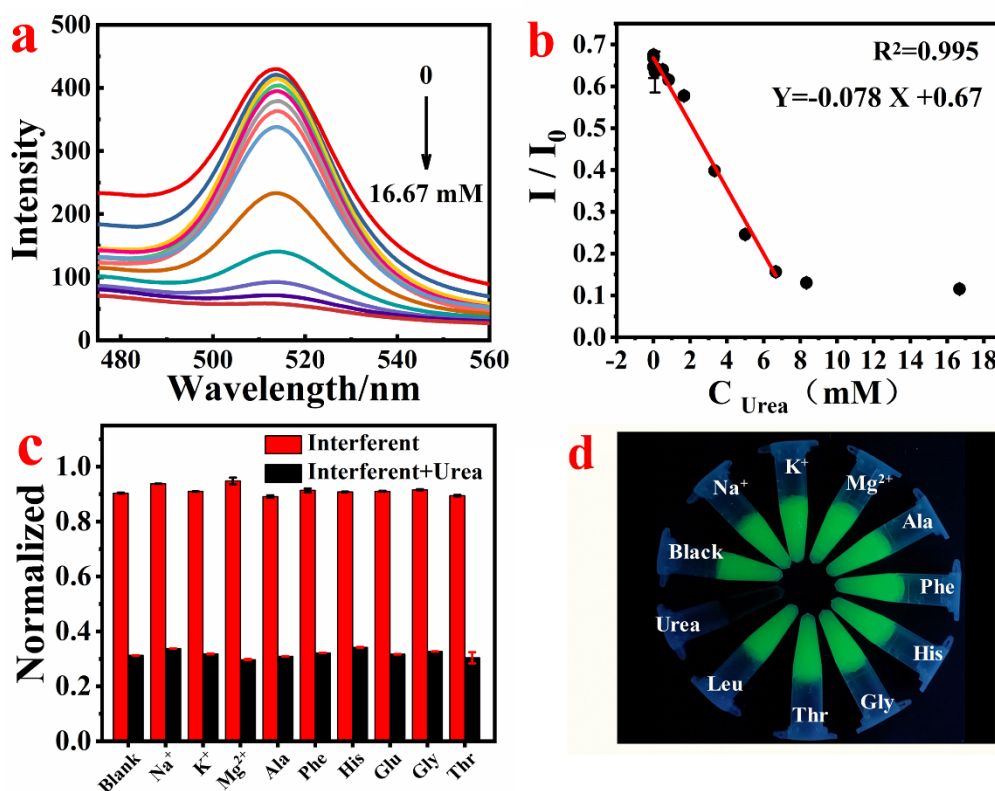 a
500
400
300
200
100
0
Intensity
0
16.67 mM
480
500
520
540
560
Wavelength/nm
b
0.7
0.6
0.5
0.4
0.3
0.2
0.1
0.0
I / I0
R²=0.995
Y=-0.078 X +0.67
-2 0 2 4 6 8 10 12 14 16 18
C Urea (mM)
c
1.0
0.8
0.6
0.4
0.2
0.0
Normalized
Interferent
Interferent+Urea
Blank
Na⁺
K⁺
Mg²⁺
Ala
Phe
His
Glu
Gly
Thr
d
K⁺
Mg²⁺
Na⁺
Ala
Black
Phe
Urea
His
Leu
Gly
Thr